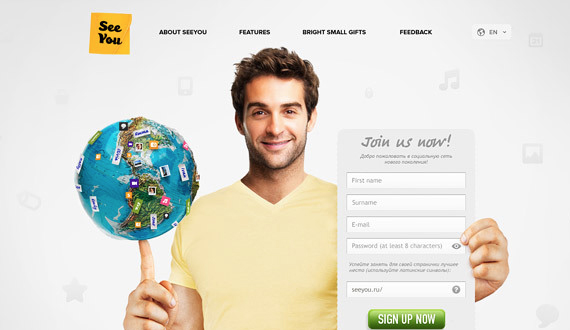 See
You
ABOUT SEEYOU
FEATURES
BRIGHT SMALL GIFTS
FEEDBACK
EN
Join us now!
Добро пожаловать в социальную сеть
нового поколения!
First name
Surname
E-mail
Password (at least 8 characters)
Успейте занять для своей странички лучшее
место (используйте латинские символы):
seeyou.ru/
?
SIGN UP NOW